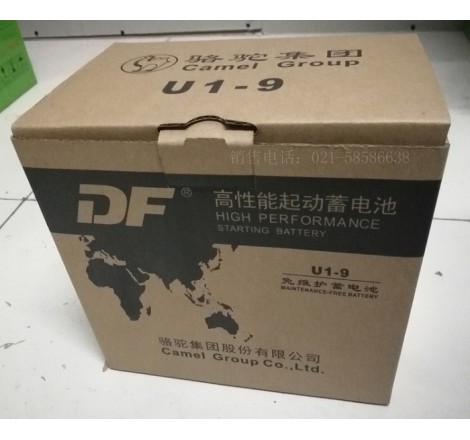 骆驼集团
Camel Group
U1-9
销售电话：021-58586638
DF®
高性能起动蓄电池
HIGH PERFORMANCE
STARTING BATTERY
U1-9
免维护蓄电池
MAINTENANCE-FREE BATTERY
骆驼集团股份有限公司
Camel Group Co.,Ltd.